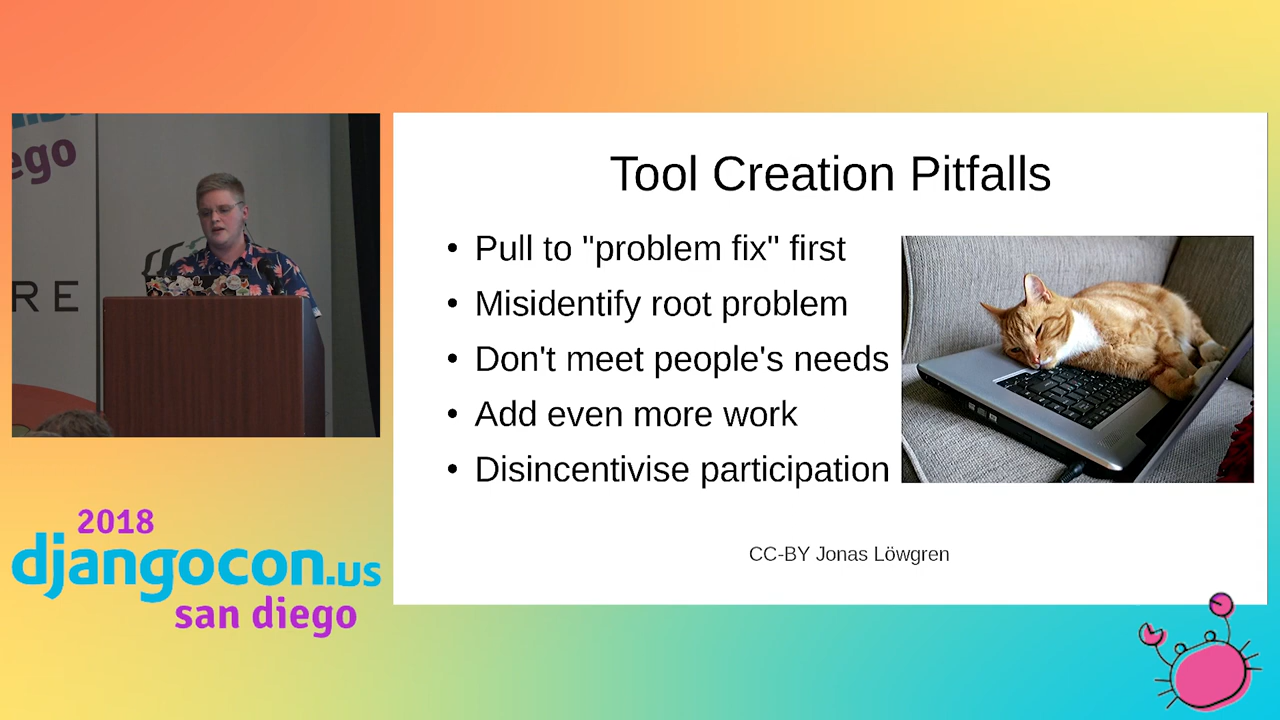 ego
RE
Tool Creation Pitfalls
• Pull to "problem fix" first
• Misidentify root problem
• Don't meet people's needs
• Add even more work
• Disincentivise participation
CC-BY Jonas Löwgren
2018
djangocon.us
san diego